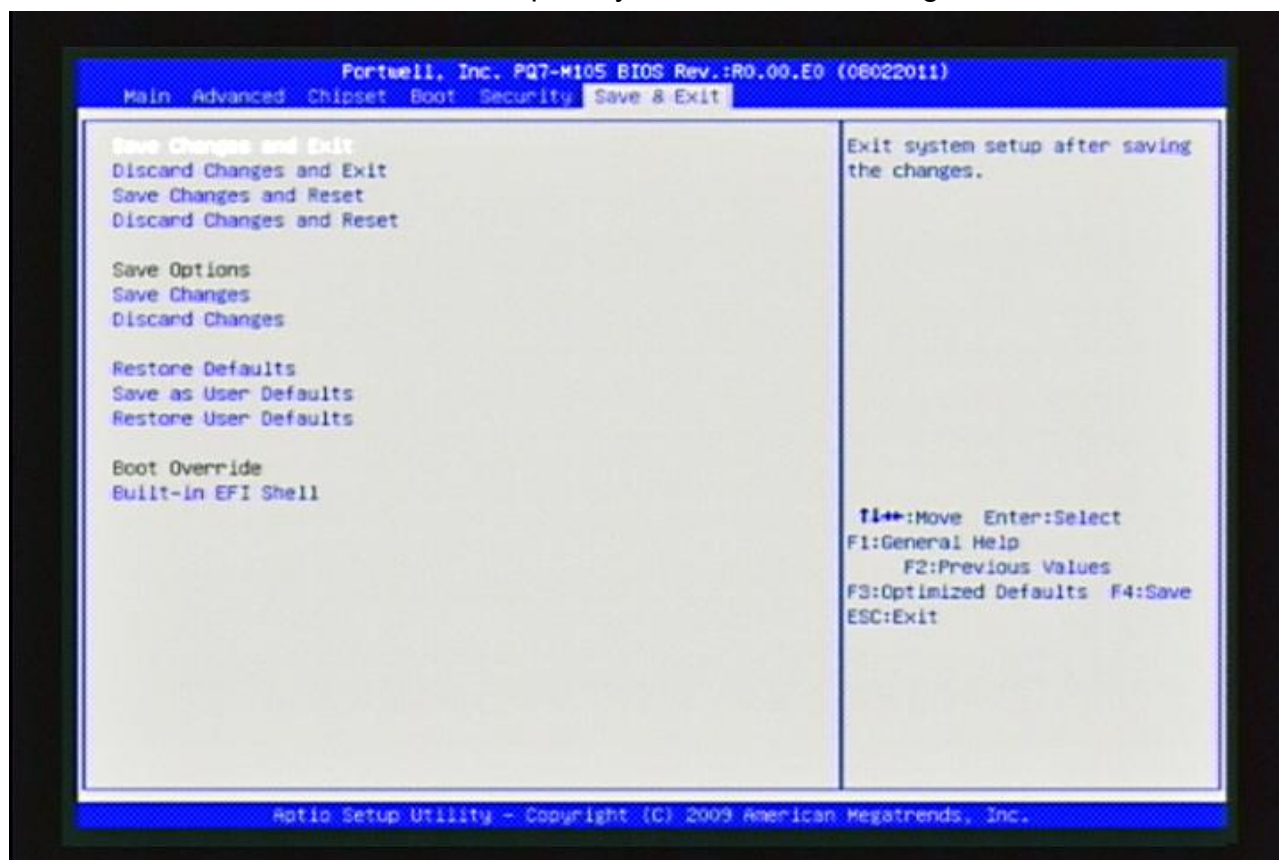 Portwell, Inc. PQ7-M105 BIOS Rev.:R0.00.E0 (08022011)
Main Advanced Chipset Boot Security Save & Exit
Save Changes and Exit
Discard Changes and Exit
Save Changes and Reset
Discard Changes and Reset
Save Options
Save Changes
Discard Changes
Restore Defaults
Save as User Defaults
Restore User Defaults
Boot Override
Built-in EFI Shell
Exit system setup after saving
the changes.
↑↓↔:Move Enter:Select
F1:General Help
F2:Previous Values
F3:Optimized Defaults F4:Save
ESC:Exit
Aptio Setup Utility – Copyright (C) 2009 American Megatrends, Inc.